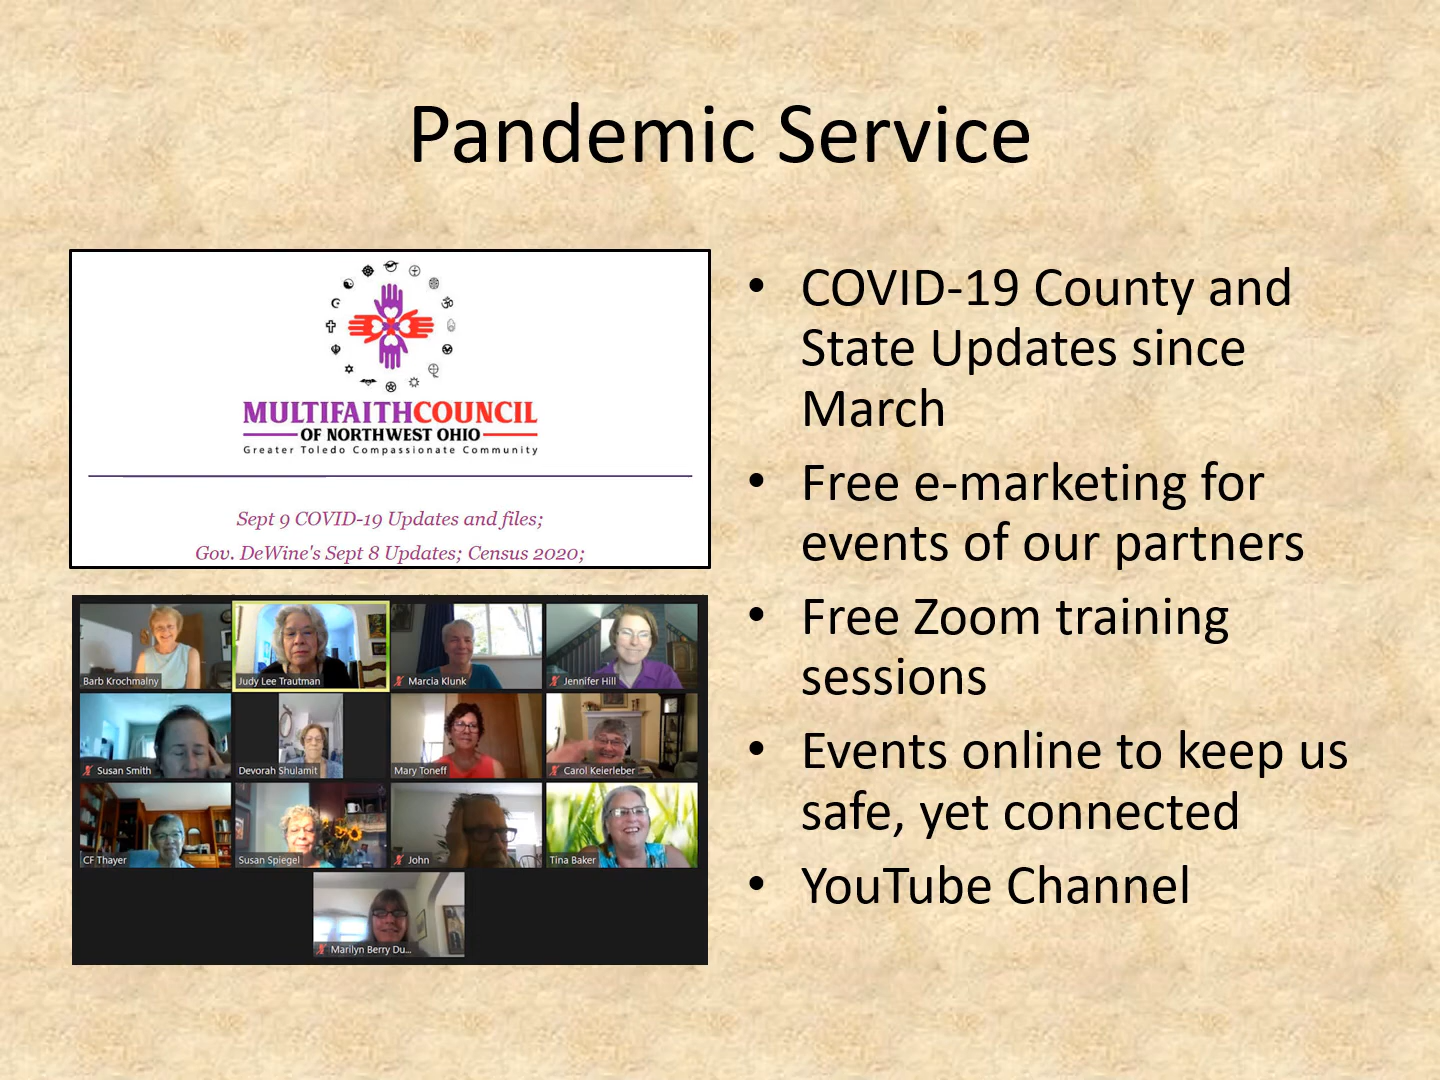 Pandemic Service
MULTIFAITHCOUNCIL
OF NORTHWEST OHIO
Greater Toledo Compassionate Community
Sept 9 COVID-19 Updates and files;
Gov. DeWine's Sept 8 Updates; Census 2020;
Barb Krochmalny
Judy Lee Trautman
Marcia Klunk
Jennifer Hill
Susan Smith
Devorah Shulamit
Mary Toneff
Carol Keierleber
CF Thayer
Susan Spiegel
John
Tina Baker
Marilyn Berry Du...
• COVID-19 County and
State Updates since
March
• Free e-marketing for
events of our partners
• Free Zoom training
sessions
• Events online to keep us
safe, yet connected
• YouTube Channel